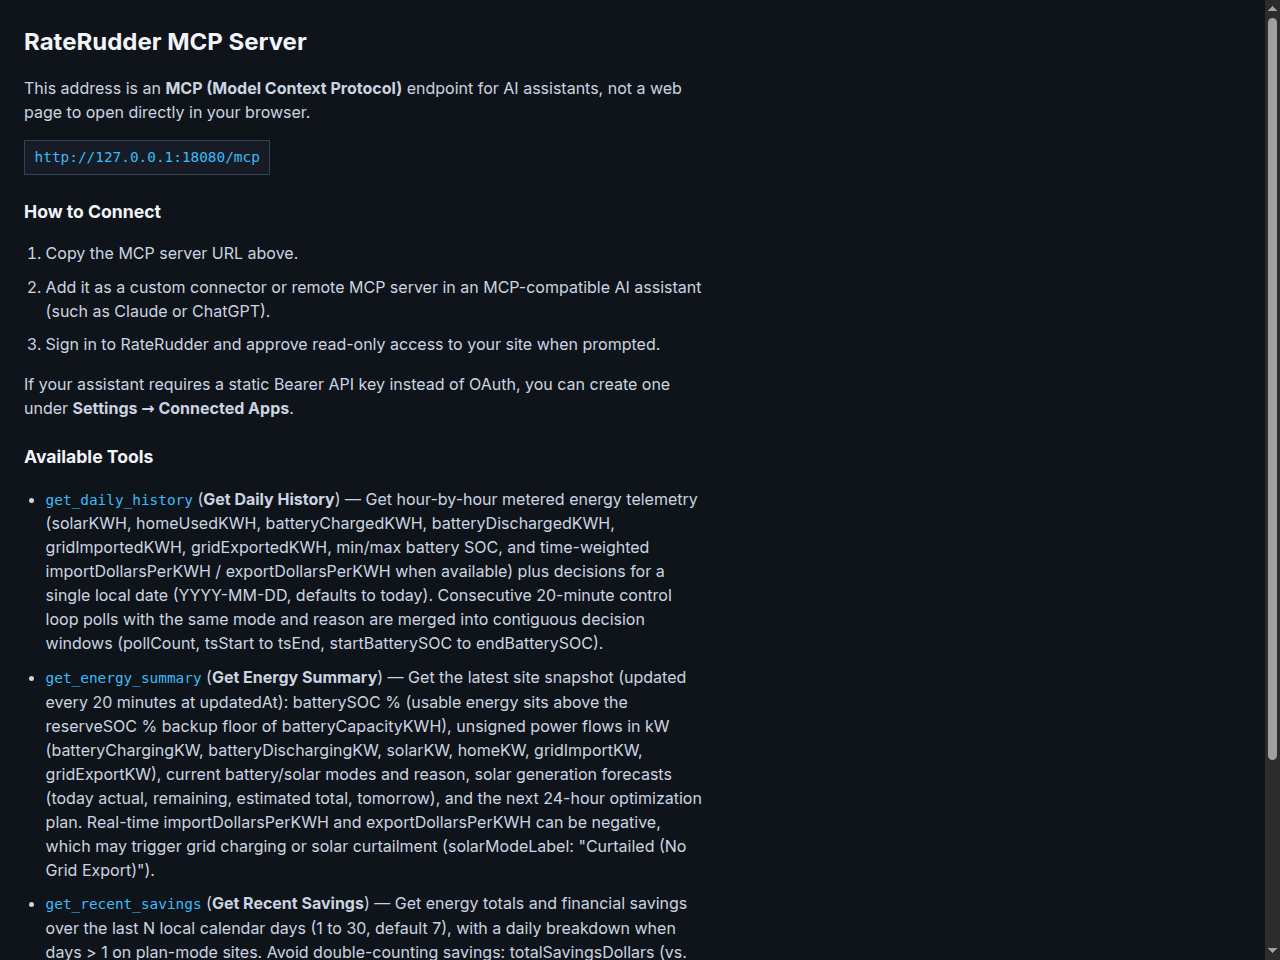 RateRudder MCP Server
This address is an MCP (Model Context Protocol) endpoint for AI assistants, not a web
page to open directly in your browser.
http://127.0.0.1:18080/mcp
How to Connect
1. Copy the MCP server URL above.
2. Add it as a custom connector or remote MCP server in an MCP-compatible AI assistant
(such as Claude or ChatGPT).
3. Sign in to RateRudder and approve read-only access to your site when prompted.
If your assistant requires a static Bearer API key instead of OAuth, you can create one
under Settings → Connected Apps.
Available Tools
• get_daily_history (Get Daily History) — Get hour-by-hour metered energy telemetry
(solarKWH, homeUsedKWH, batteryChargedKWH, batteryDischargedKWH,
gridImportedKWH, gridExportedKWH, min/max battery SOC, and time-weighted
importDollarsPerKWH / exportDollarsPerKWH when available) plus decisions for a
single local date (YYYY-MM-DD, defaults to today). Consecutive 20-minute control
loop polls with the same mode and reason are merged into contiguous decision
windows (pollCount, tsStart to tsEnd, startBatterySOC to endBatterySOC).
• get_energy_summary (Get Energy Summary) — Get the latest site snapshot (updated
every 20 minutes at updatedAt): batterySOC % (usable energy sits above the
reserveSOC % backup floor of batteryCapacityKWH), unsigned power flows in kW
(batteryChargingKW, batteryDischargingKW, solarKW, homeKW, gridImportKW,
gridExportKW), current battery/solar modes and reason, solar generation forecasts
(today actual, remaining, estimated total, tomorrow), and the next 24-hour optimization
plan. Real-time importDollarsPerKWH and exportDollarsPerKWH can be negative,
which may trigger grid charging or solar curtailment (solarModeLabel: "Curtailed (No
Grid Export)").
• get_recent_savings (Get Recent Savings) — Get energy totals and financial savings
over the last N local calendar days (1 to 30, default 7), with a daily breakdown when
days > 1 on plan-mode sites. Avoid double-counting savings: totalSavingsDollars (vs.